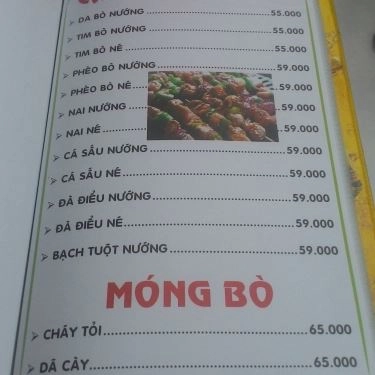 ➢ DA BÒ NƯỚNG........55.000
➢ TIM BÒ NƯỚNG........55.000
➢ TIM BÒ NÉ........55.000
➢ PHÈO BÒ NƯỚNG........59.000
➢ PHÈO BÒ NÉ........59.000
➢ NAI NƯỚNG........59.000
➢ NAI NÉ........59.000
➢ CÁ SẤU NƯỚNG........59.000
➢ CÁ SẤU NÉ........59.000
➢ ĐÀ ĐIỂU NƯỚNG........59.000
➢ ĐÀ ĐIỂU NÉ........59.000
➢ BẠCH TUỘT NƯỚNG........59.000
MÓNG BÒ
➢ CHÁY TỎI........65.000
➢ DÃ CẦY........65.000